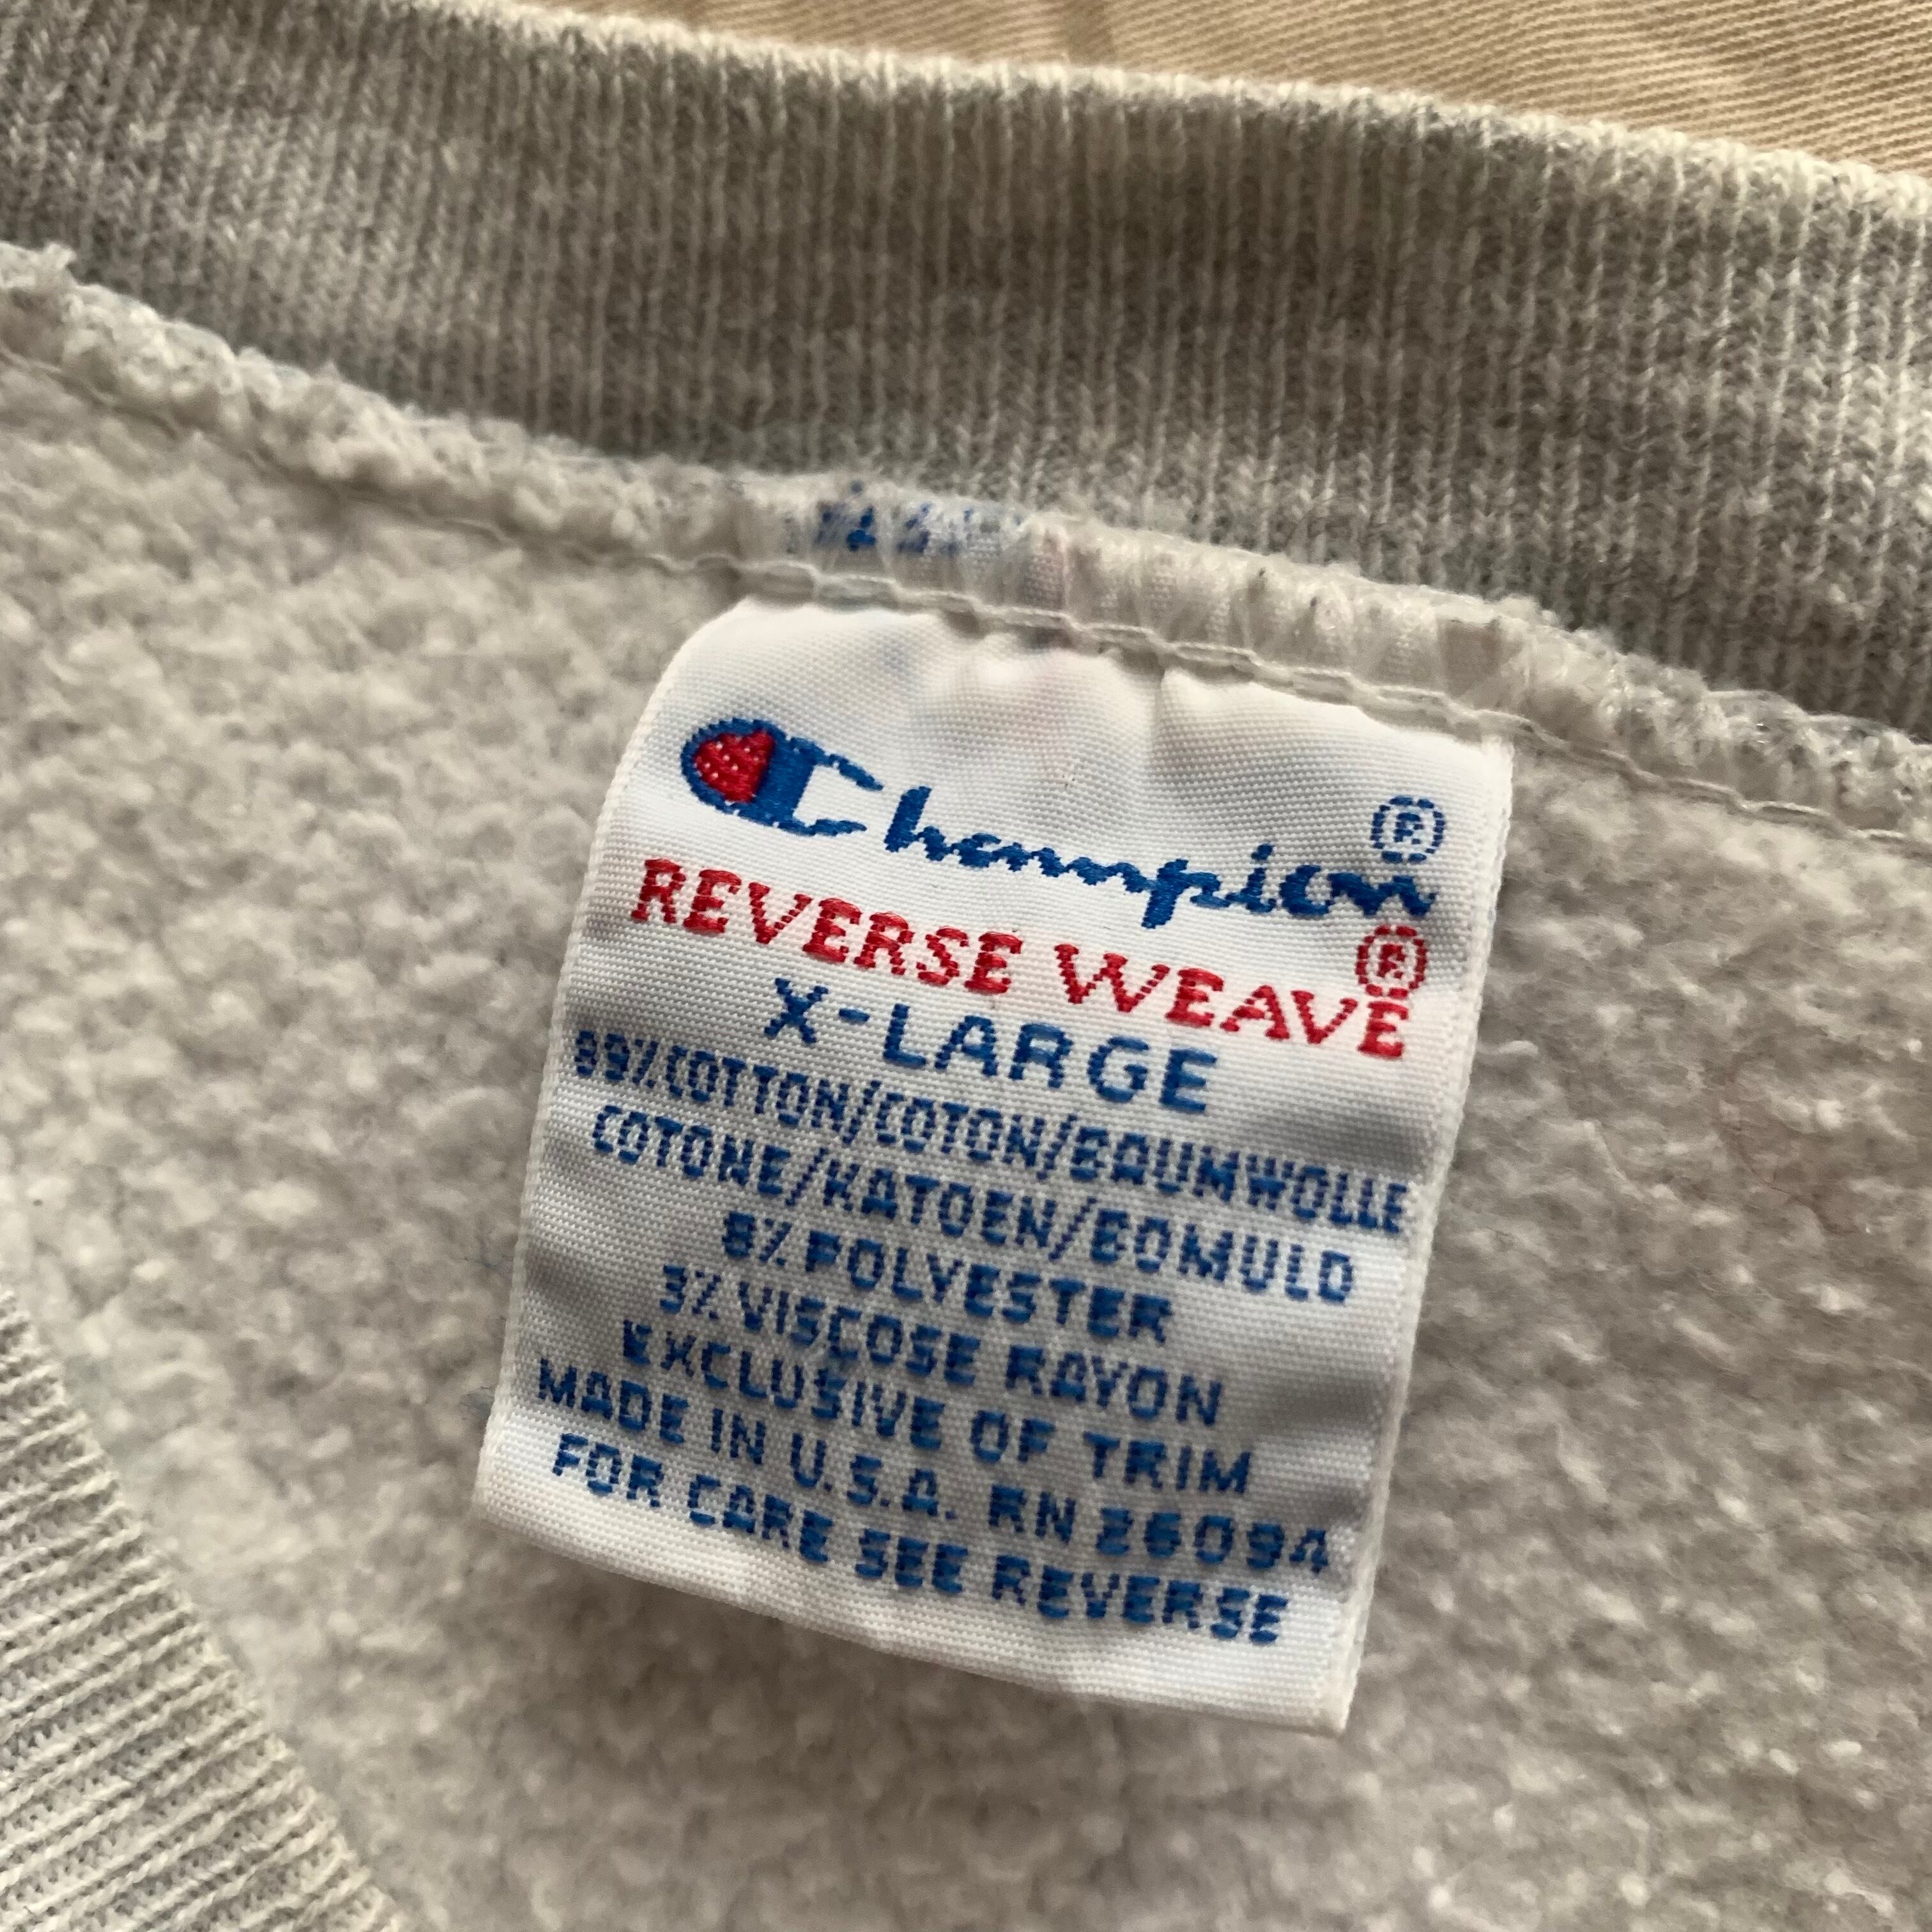 Champion®
REVERSE WEAVE®
X-LARGE
89% COTTON/COTON/BAUMWOLLE
COTONE/KATOEN/BOMULD
8% POLYESTER
3% VISCOSE RAYON
EXCLUSIVE OF TRIM
MADE IN U.S.A. RN 26094
FOR CARE SEE REVERSE